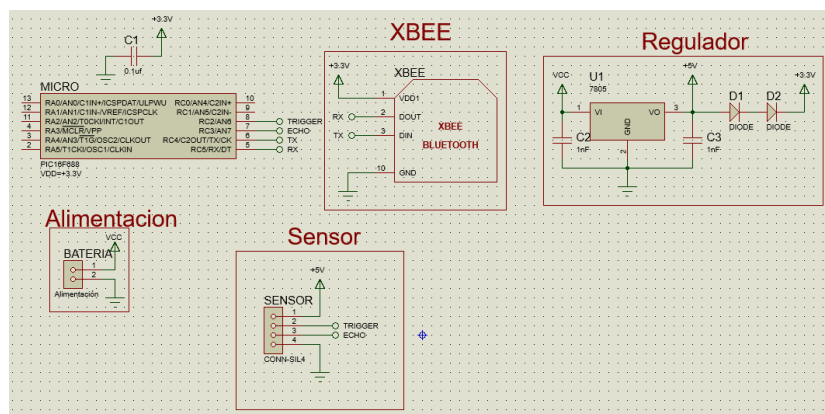 XBEE
Regulador
+3.3V
C1
0.1uf
MICRO
13 RA0/AN0/C1IN+/ICSPDAT/ULPWU RC0/AN4/C2IN+ 10
12 RA1/AN1/C1IN-/VREF/ICSPCLK RC1/AN5/C2IN- 9
11 RA2/AN2/T0CKI/INT/C1OUT RC2/AN6 8 TRIGGER
4 RA3/MCLR/VPP RC3/AN7 7 ECHO
3 RA4/AN3/T1G/OSC2/CLKOUT RC4/C2OUT/TX/CK 6 TX
2 RA5/T1CKI/OSC1/CLKIN RC5/RX/DT 5 RX
PIC16F688
VDD=+3.3V
+3.3V
XBEE
1 VDD1
RX 2 DOUT
TX 3 DIN
10 GND
XBEE
BLUETOOTH
VCC
U1
7805
+5V
+3.3V
1 VI VO 3
GND
2
D1
DIODE
D2
DIODE
C2
1nF
C3
1nF
Alimentacion
VCC
BATERIA
1
2
Alimentación
Sensor
+5V
SENSOR
1
2 TRIGGER
3 ECHO
4
CONN-SIL4